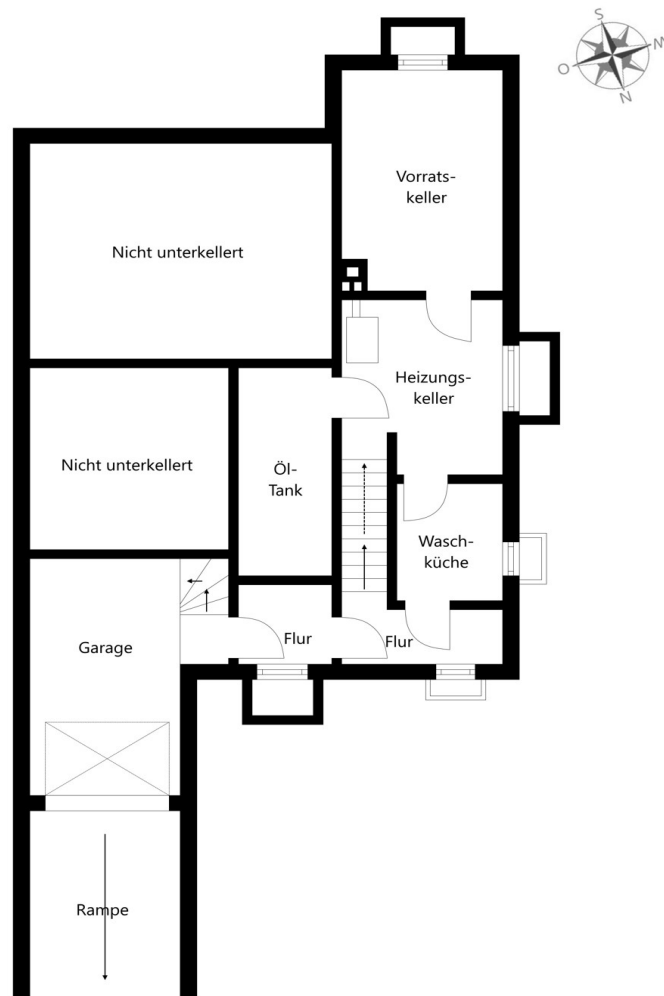 S
W
O
N
Vorrats-
keller
Nicht unterkellert
Heizungs-
keller
Nicht unterkellert
Öl-
Tank
Wasch-
küche
Garage
Flur
Flur
Rampe